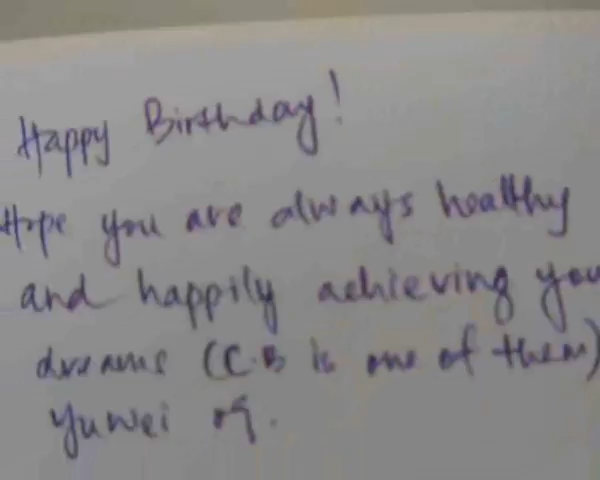 Happy Birthday!
Hope you are always healthy
and happily achieving you
dreams (C.B is one of them)
Yuwei